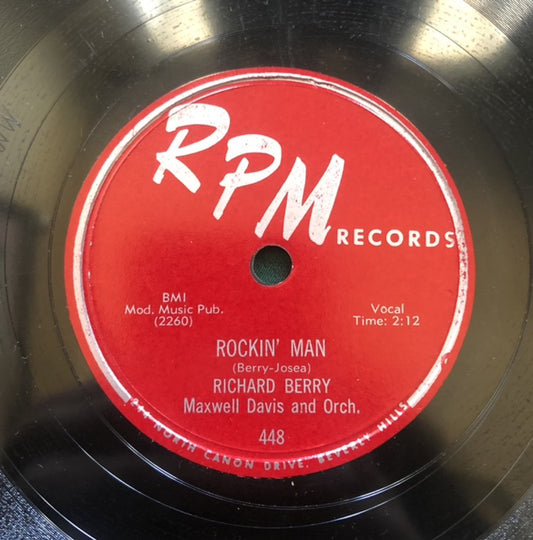 RPM
RECORDS
BMI
Mod. Music Pub.
(2260)
Vocal
Time: 2:12
ROCKIN' MAN
(Berry-Josea)
RICHARD BERRY
Maxwell Davis and Orch.
448
NORTH CANON DRIVE, BEVERLY HILLS